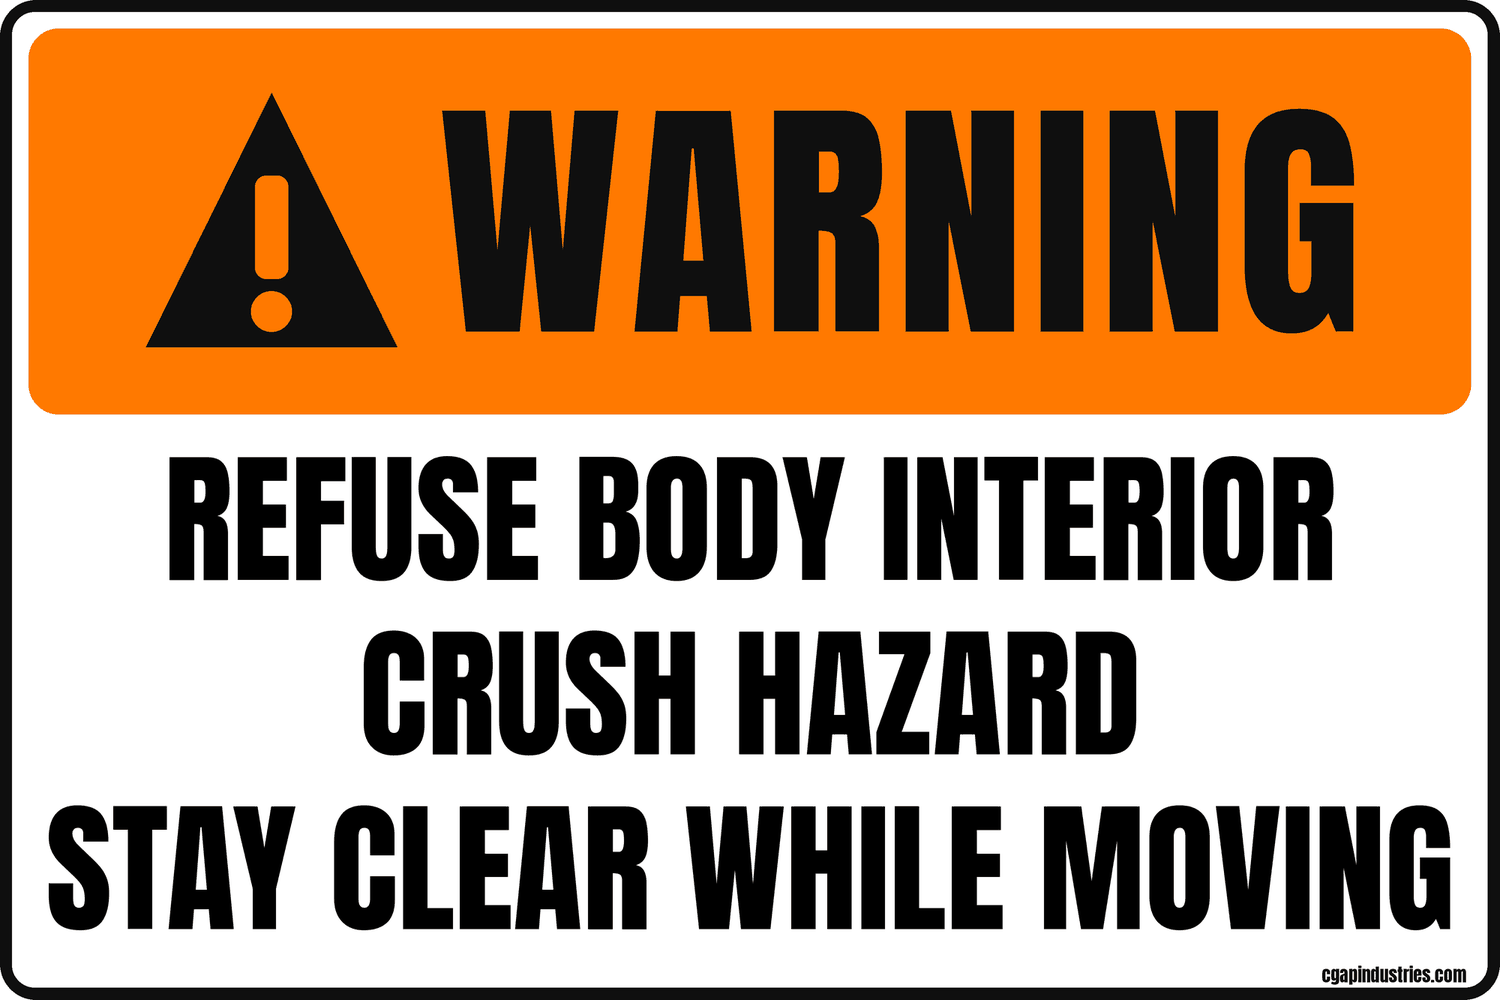 WARNING
REFUSE BODY INTERIOR
CRUSH HAZARD
STAY CLEAR WHILE MOVING
cgapindustries.com